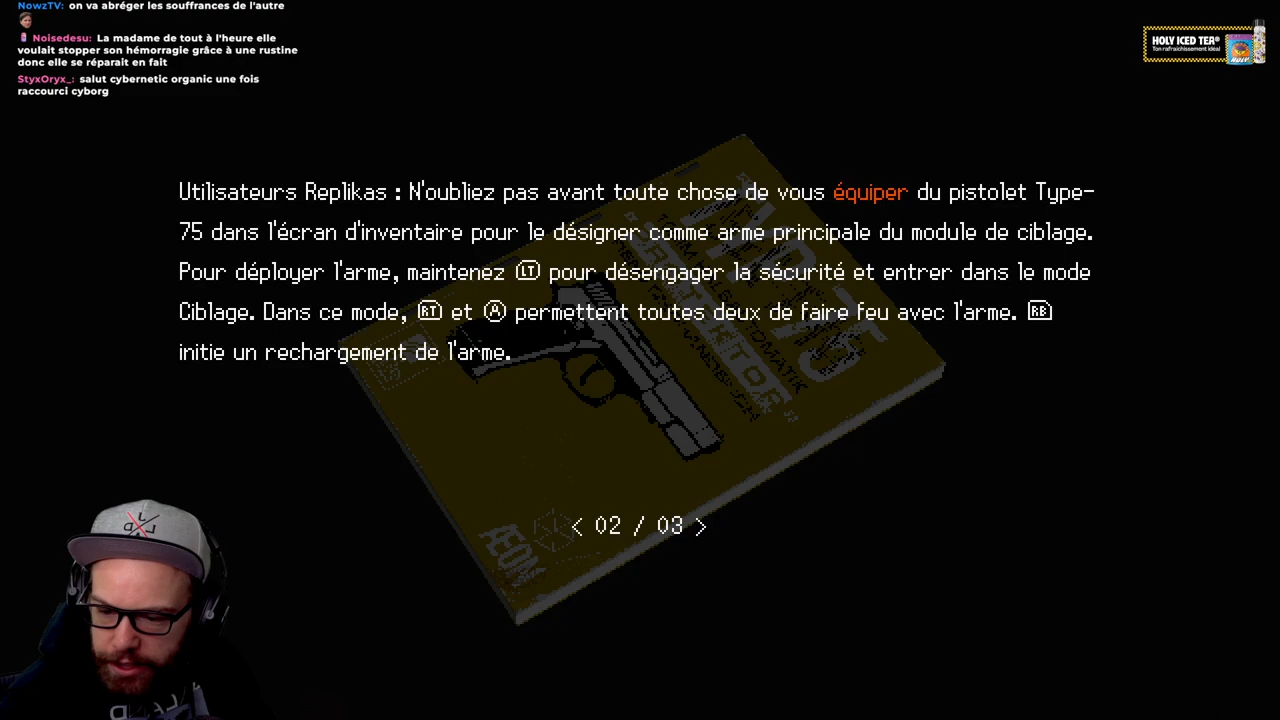 NowzTV: on va abréger les souffrances de l'autre
Noisedesu: La madame de tout à l'heure elle
voulait stopper son hémorragie grâce à une rustine
donc elle se réparait en fait
StyxOryx_: salut cybernetic organic une fois
raccourci cyborg
HOLY ICED TEA®
Ton rafraichissement idéal
HOLY
Utilisateurs Replikas : N'oubliez pas avant toute chose de vous équiper du pistolet Type-
75 dans l'écran d'inventaire pour le désigner comme arme principale du module de ciblage.
Pour déployer l'arme, maintenez LT pour désengager la sécurité et entrer dans le mode
Ciblage. Dans ce mode, RT et A permettent toutes deux de faire feu avec l'arme. RB
initie un rechargement de l'arme.
< 02 / 03 >
ÆON